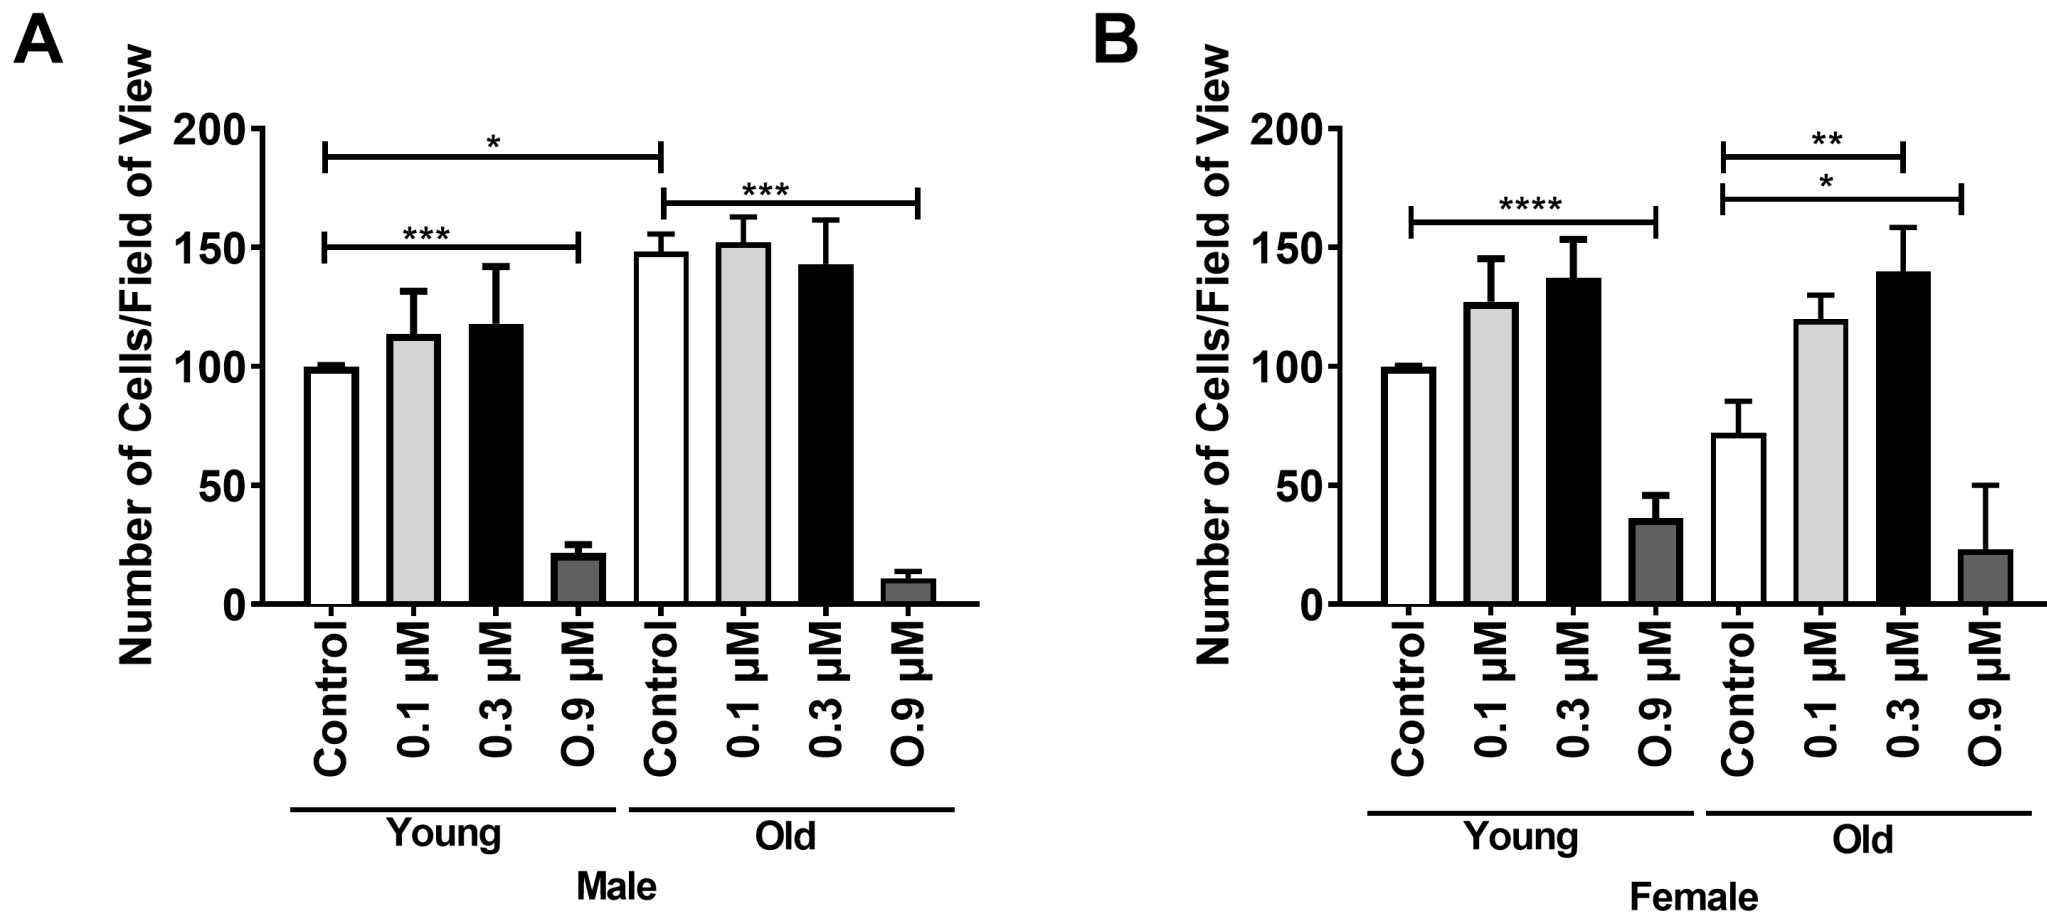 A
Number of Cells/Field of View
200
150
100
50
0
*
***
***
Control
0.1 µM
0.3 µM
O.9 µM
Control
0.1 µM
0.3 µM
O.9 µM
Young
Old
Male
B
Number of Cells/Field of View
200
150
100
50
0
**
*
****
Control
0.1 µM
0.3 µM
O.9 µM
Control
0.1 µM
0.3 µM
O.9 µM
Young
Old
Female